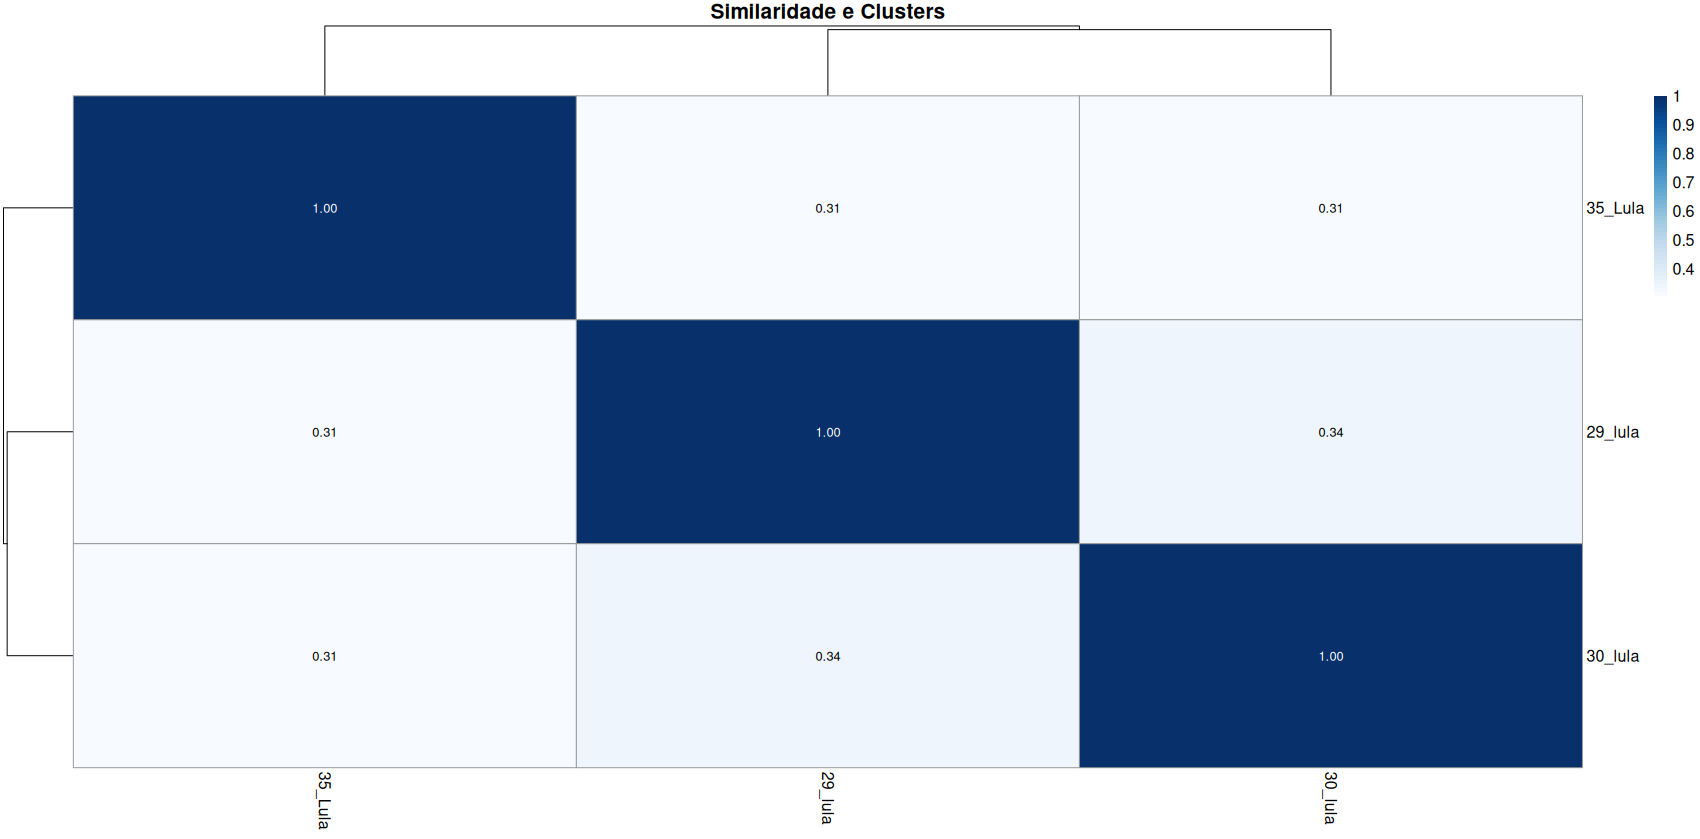 Similaridade e Clusters
1
0.9
0.8
0.7
0.6
0.5
0.4
1.00 0.31 0.31 35_Lula
0.31 1.00 0.34 29_lula
0.31 0.34 1.00 30_lula
35_Lula 29_lula 30_lula